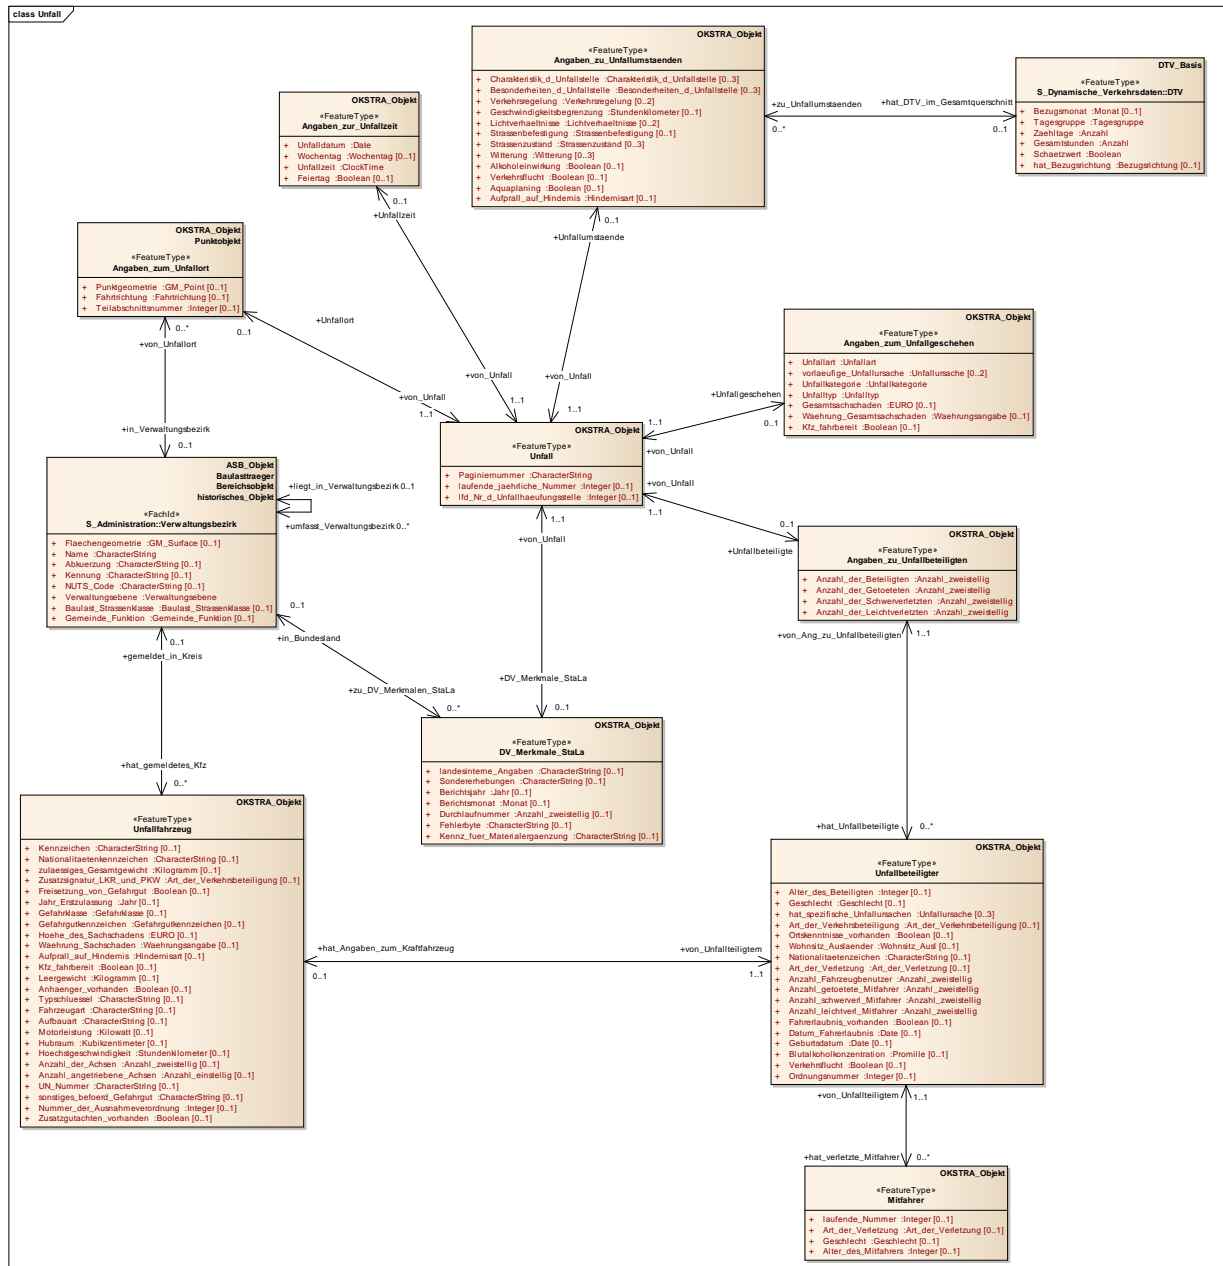 class Unfall
OKSTRA_Objekt
«FeatureType»
Angaben_zu_Unfallumstaenden
+ Charakteristik_d_Unfallstelle :Charakteristik_d_Unfallstelle [0..3]
+ Besonderheiten_d_Unfallstelle :Besonderheiten_d_Unfallstelle [0..3]
+ Verkehrsregelung :Verkehrsregelung [0..2]
+ Geschwindigkeitsbegrenzung :Stundenkilometer [0..1]
+ Lichtverhaeltnisse :Lichtverhaeltnisse [0..2]
+ Strassenbefestigung :Strassenbefestigung [0..1]
+ Strassenzustand :Strassenzustand [0..3]
+ Witterung :Witterung [0..3]
+ Alkoholeinwirkung :Boolean [0..1]
+ Verkehrsflucht :Boolean [0..1]
+ Aquaplaning :Boolean [0..1]
+ Aufprall_auf_Hindernis :Hindernisart [0..1]
+zu_Unfallumstaenden
0..*
+hat_DTV_im_Gesamtquerschnitt
0..1
DTV_Basis
«FeatureType»
S_Dynamische_Verkehrsdaten::DTV
+ Bezugsmonat :Monat [0..1]
+ Tagesgruppe :Tagesgruppe
+ Zaehltage :Anzahl
+ Gesamtstunden :Anzahl
+ Schaetzwert :Boolean
+ hat_Bezugsrichtung :Bezugsrichtung [0..1]
OKSTRA_Objekt
«FeatureType»
Angaben_zur_Unfallzeit
+ Unfalldatum :Date
+ Wochentag :Wochentag [0..1]
+ Unfallzeit :ClockTime
+ Feiertag :Boolean [0..1]
0..1
+Unfallzeit
0..1
+Unfallumstaende
OKSTRA_Objekt
Punktobjekt
«FeatureType»
Angaben_zum_Unfallort
+ Punktgeometrie :GM_Point [0..1]
+ Fahrtrichtung :Fahrtrichtung [0..1]
+ Teilabschnittsnummer :Integer [0..1]
0..*
+von_Unfallort
0..1
+Unfallort
+von_Unfall
1..1
+von_Unfall
1..1
+von_Unfall
1..1
OKSTRA_Objekt
«FeatureType»
Angaben_zum_Unfallgeschehen
+ Unfallart :Unfallart
+ vorlaeufige_Unfallursache :Unfallursache [0..2]
+ Unfallkategorie :Unfallkategorie
+ Unfalltyp :Unfalltyp
+ Gesamtsachschaden :EURO [0..1]
+ Waehrung_Gesamtsachschaden :Waehrungsangabe [0..1]
+ Kfz_fahrbereit :Boolean [0..1]
+Unfallgeschehen
0..1
1..1
+von_Unfall
OKSTRA_Objekt
«FeatureType»
Unfall
+ Paginiernummer :CharacterString
+ laufende_jaehrliche_Nummer :Integer [0..1]
+ lfd_Nr_d_Unfallhaeufungsstelle :Integer [0..1]
+in_Verwaltungsbezirk
0..1
ASB_Objekt
Baulasttraeger
Bereichsobjekt
historisches_Objekt
«FachId»
S_Administration::Verwaltungsbezirk
+ Flaechengeometrie :GM_Surface [0..1]
+ Name :CharacterString
+ Abkuerzung :CharacterString [0..1]
+ Kennung :CharacterString [0..1]
+ NUTS_Code :CharacterString [0..1]
+ Verwaltungsebene :Verwaltungsebene
+ Baulast_Strassenklasse :Baulast_Strassenklasse [0..1]
+ Gemeinde_Funktion :Gemeinde_Funktion [0..1]
+liegt_in_Verwaltungsbezirk 0..1
+umfasst_Verwaltungsbezirk 0..*
+von_Unfall
1..1
0..1
+Unfallbeteiligte
1..1
+von_Unfall
OKSTRA_Objekt
«FeatureType»
Angaben_zu_Unfallbeteiligten
+ Anzahl_der_Beteiligten :Anzahl_zweistellig
+ Anzahl_der_Getoeteten :Anzahl_zweistellig
+ Anzahl_der_Schwerverletzten :Anzahl_zweistellig
+ Anzahl_der_Leichtverletzten :Anzahl_zweistellig
0..1
+in_Bundesland
0..1
+gemeldet_in_Kreis
+von_Ang_zu_Unfallbeteiligten
1..1
+zu_DV_Merkmalen_StaLa
0..*
+DV_Merkmale_StaLa
0..1
OKSTRA_Objekt
«FeatureType»
DV_Merkmale_StaLa
+ landesinterne_Angaben :CharacterString [0..1]
+ Sondererhebungen :CharacterString [0..1]
+ Berichtsjahr :Jahr [0..1]
+ Berichtsmonat :Monat [0..1]
+ Durchlaufnummer :Anzahl_zweistellig [0..1]
+ Fehlerbyte :CharacterString [0..1]
+ Kennz_fuer_Materialergaenzung :CharacterString [0..1]
+hat_gemeldetes_Kfz
0..*
OKSTRA_Objekt
«FeatureType»
Unfallfahrzeug
+ Kennzeichen :CharacterString [0..1]
+ Nationalitaetenkennzeichen :CharacterString [0..1]
+ zulaessiges_Gesamtgewicht :Kilogramm [0..1]
+ Zusatzsignatur_LKR_und_PKW :Art_der_Verkehrsbeteiligung [0..1]
+ Freisetzung_von_Gefahrgut :Boolean [0..1]
+ Jahr_Erstzulassung :Jahr [0..1]
+ Gefahrklasse :Gefahrklasse [0..1]
+ Gefahrgutkennzeichen :Gefahrgutkennzeichen [0..1]
+ Hoehe_des_Sachschadens :EURO [0..1]
+ Waehrung_Sachschaden :Waehrungsangabe [0..1]
+ Aufprall_auf_Hindernis :Hindernisart [0..1]
+ Kfz_fahrbereit :Boolean [0..1]
+ Leergewicht :Kilogramm [0..1]
+ Anhaenger_vorhanden :Boolean [0..1]
+ Typschluessel :CharacterString [0..1]
+ Fahrzeugart :CharacterString [0..1]
+ Aufbauart :CharacterString [0..1]
+ Motorleistung :Kilowatt [0..1]
+ Hubraum :Kubikzentimeter [0..1]
+ Hoechstgeschwindigkeit :Stundenkilometer [0..1]
+ Anzahl_der_Achsen :Anzahl_zweistellig [0..1]
+ Anzahl_angetriebene_Achsen :Anzahl_einstellig [0..1]
+ UN_Nummer :CharacterString [0..1]
+ sonstiges_befoerd_Gefahrgut :CharacterString [0..1]
+ Nummer_der_Ausnahmeverordnung :Integer [0..1]
+ Zusatzgutachten_vorhanden :Boolean [0..1]
+hat_Angaben_zum_Kraftfahrzeug
0..1
+von_Unfallteiligtem
1..1
+hat_Unfallbeteiligte
0..*
OKSTRA_Objekt
«FeatureType»
Unfallbeteiligter
+ Alter_des_Beteiligten :Integer [0..1]
+ Geschlecht :Geschlecht [0..1]
+ hat_spezifische_Unfallursachen :Unfallursache [0..3]
+ Art_der_Verkehrsbeteiligung :Art_der_Verkehrsbeteiligung [0..1]
+ Ortskenntnisse_vorhanden :Boolean [0..1]
+ Wohnsitz_Auslaender :Wohnsitz_Ausl [0..1]
+ Nationalitaetenzeichen :CharacterString [0..1]
+ Art_der_Verletzung :Art_der_Verletzung [0..1]
+ Anzahl_Fahrzeugbenutzer :Anzahl_zweistellig
+ Anzahl_getoetete_Mitfahrer :Anzahl_zweistellig
+ Anzahl_schwerverl_Mitfahrer :Anzahl_zweistellig
+ Anzahl_leichtverl_Mitfahrer :Anzahl_zweistellig
+ Fahrerlaubnis_vorhanden :Boolean [0..1]
+ Datum_Fahrerlaubnis :Date [0..1]
+ Geburtsdatum :Date [0..1]
+ Blutalkoholkonzentration :Promille [0..1]
+ Verkehrsflucht :Boolean [0..1]
+ Ordnungsnummer :Integer [0..1]
+von_Unfallteiligtem
1..1
+hat_verletzte_Mitfahrer
0..*
OKSTRA_Objekt
«FeatureType»
Mitfahrer
+ laufende_Nummer :Integer [0..1]
+ Art_der_Verletzung :Art_der_Verletzung [0..1]
+ Geschlecht :Geschlecht [0..1]
+ Alter_des_Mitfahrers :Integer [0..1]